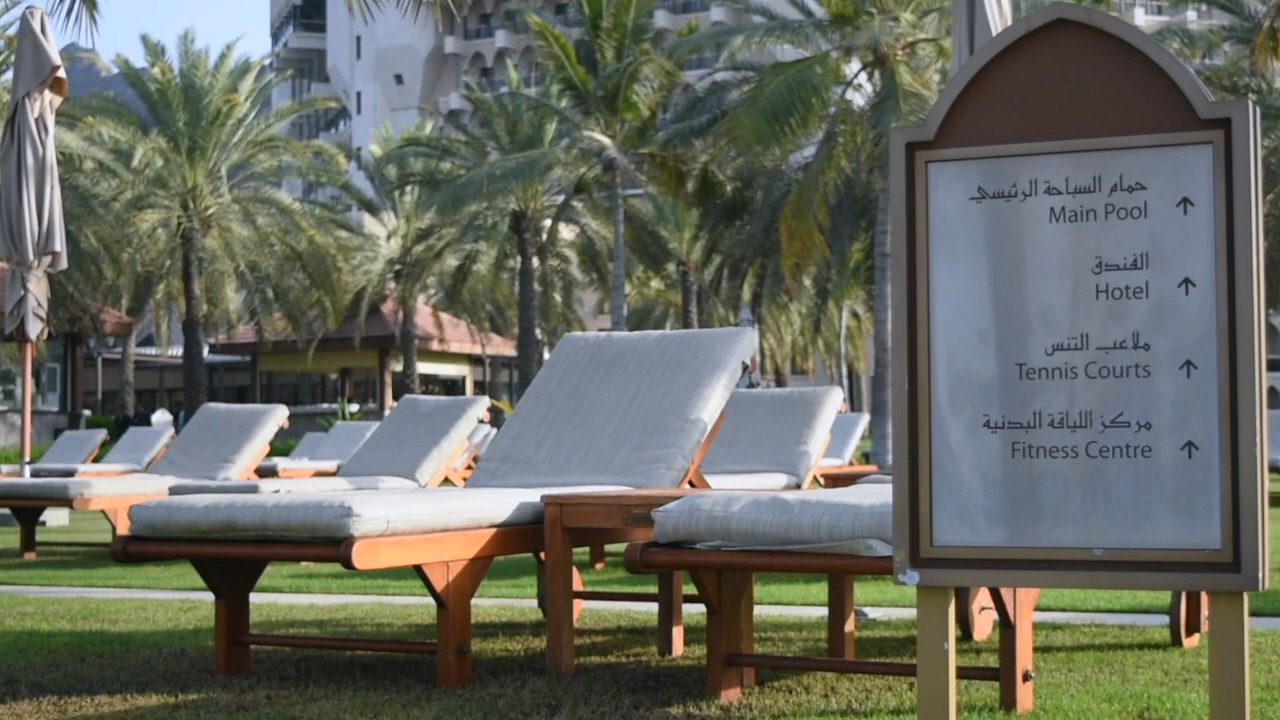 حمام السباحة الرئيسي
Main Pool
الفندق
Hotel
ملاعب التنس
Tennis Courts
مركز اللياقة البدنية
Fitness Centre